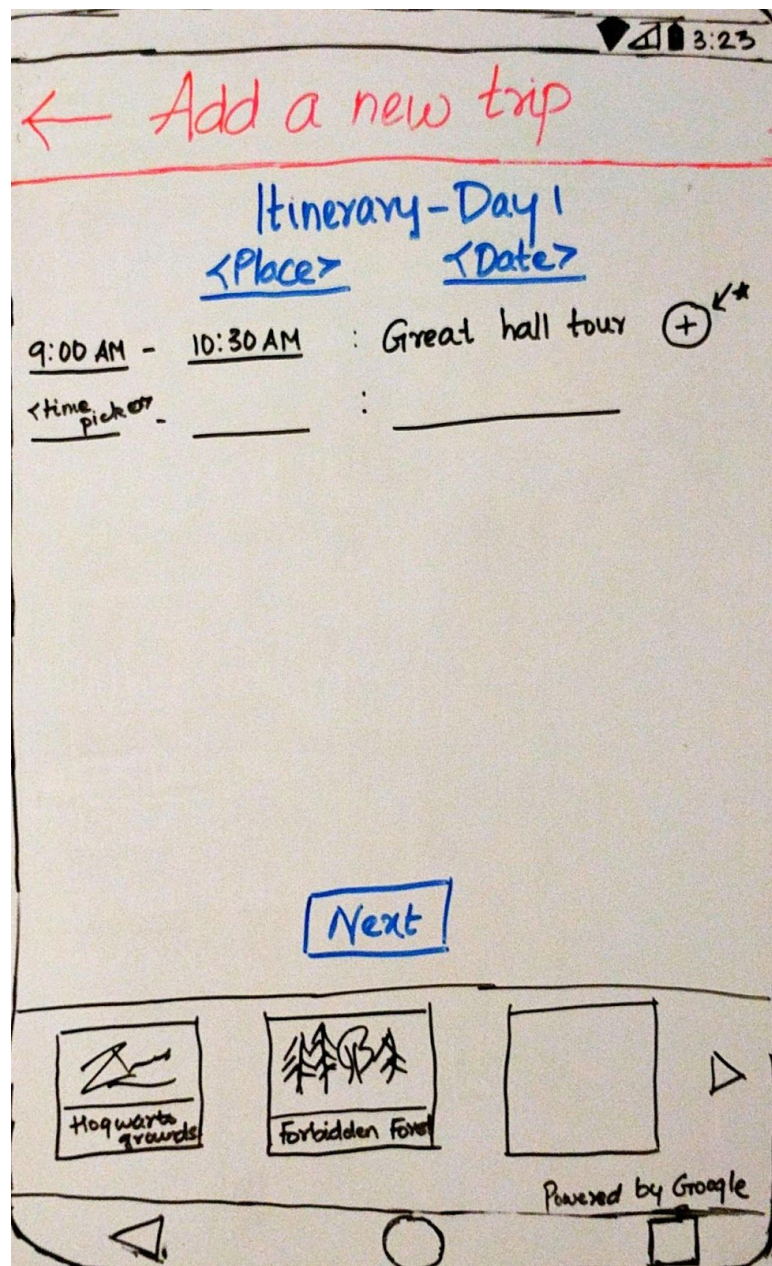 3:23
← Add a new trip
Itinerary - Day 1
<Place> <Date>
9:00 AM - 10:30 AM : Great hall tour +
<time picker> - :
Next
Hogwarts grounds
Forbidden Forest
Powered by Google